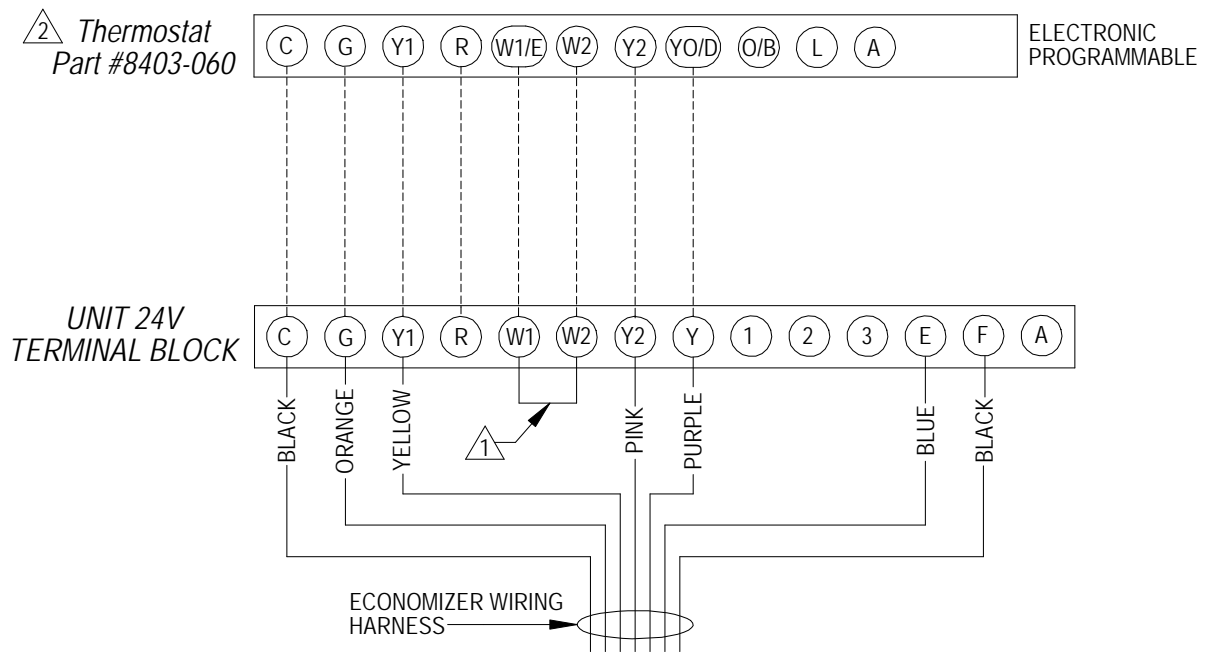 2 Thermostat
Part #8403-060
C G Y1 R W1/E W2 Y2 YO/D O/B L A
ELECTRONIC
PROGRAMMABLE
UNIT 24V
TERMINAL BLOCK
C G Y1 R W1 W2 Y2 Y 1 2 3 E F A
BLACK
ORANGE
YELLOW
1
PINK
PURPLE
BLUE
BLACK
ECONOMIZER WIRING
HARNESS